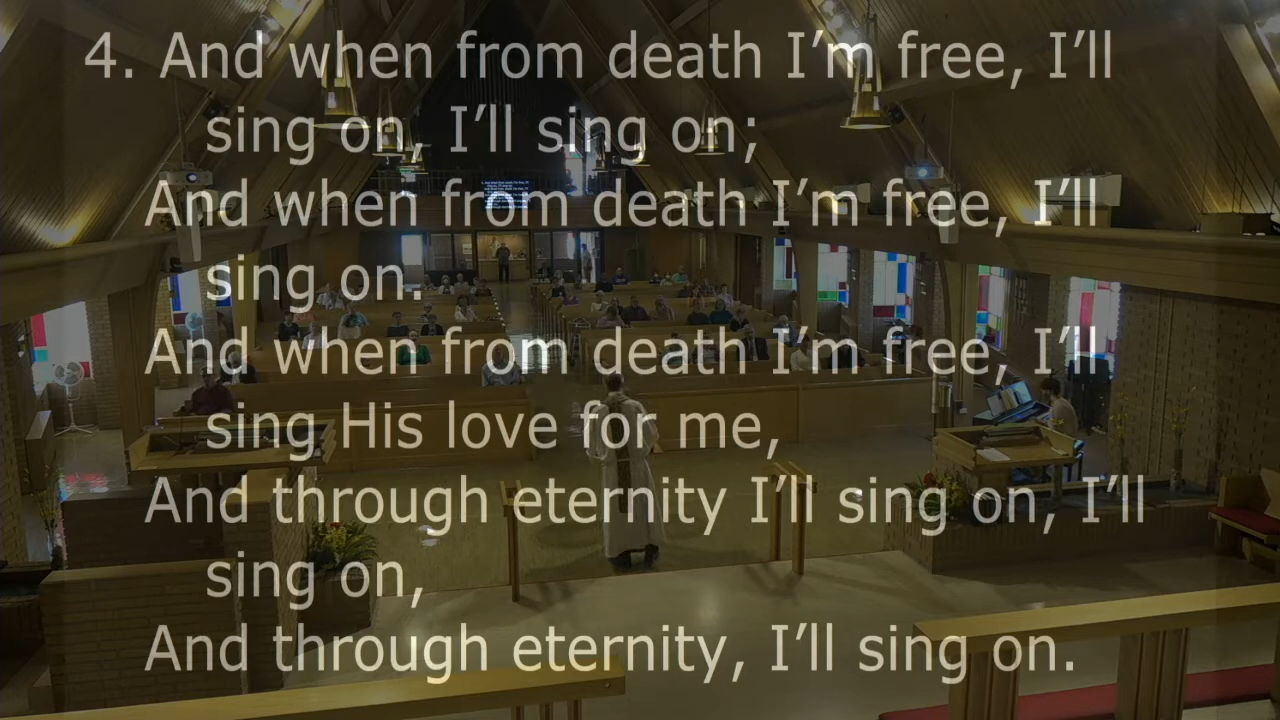 4. And when from death I’m free, I’ll
sing on, I’ll sing on;
And when from death I’m free, I’ll
sing on.
And when from death I’m free, I’ll
sing His love for me,
And through eternity I’ll sing on, I’ll
sing on,
And through eternity, I’ll sing on.